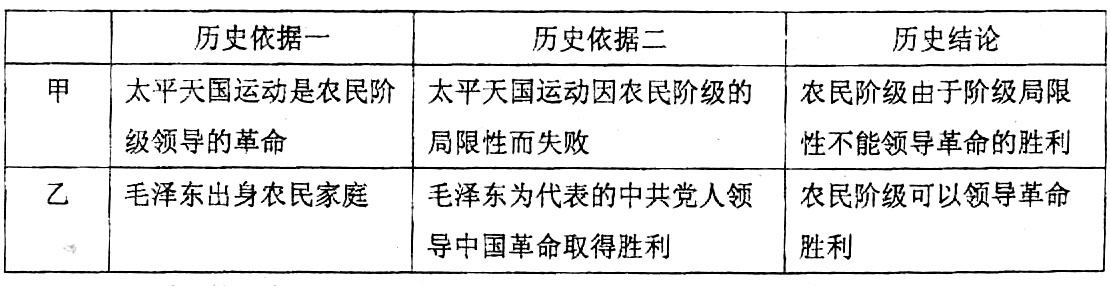 历史依据一 历史依据二 历史结论
甲 太平天国运动是农民阶 太平天国运动因农民阶级的 农民阶级由于阶级局限
级领导的革命 局限性而失败 性不能领导革命的胜利
乙 毛泽东出身农民家庭 毛泽东为代表的中共党人领 农民阶级可以领导革命
导中国革命取得胜利 胜利